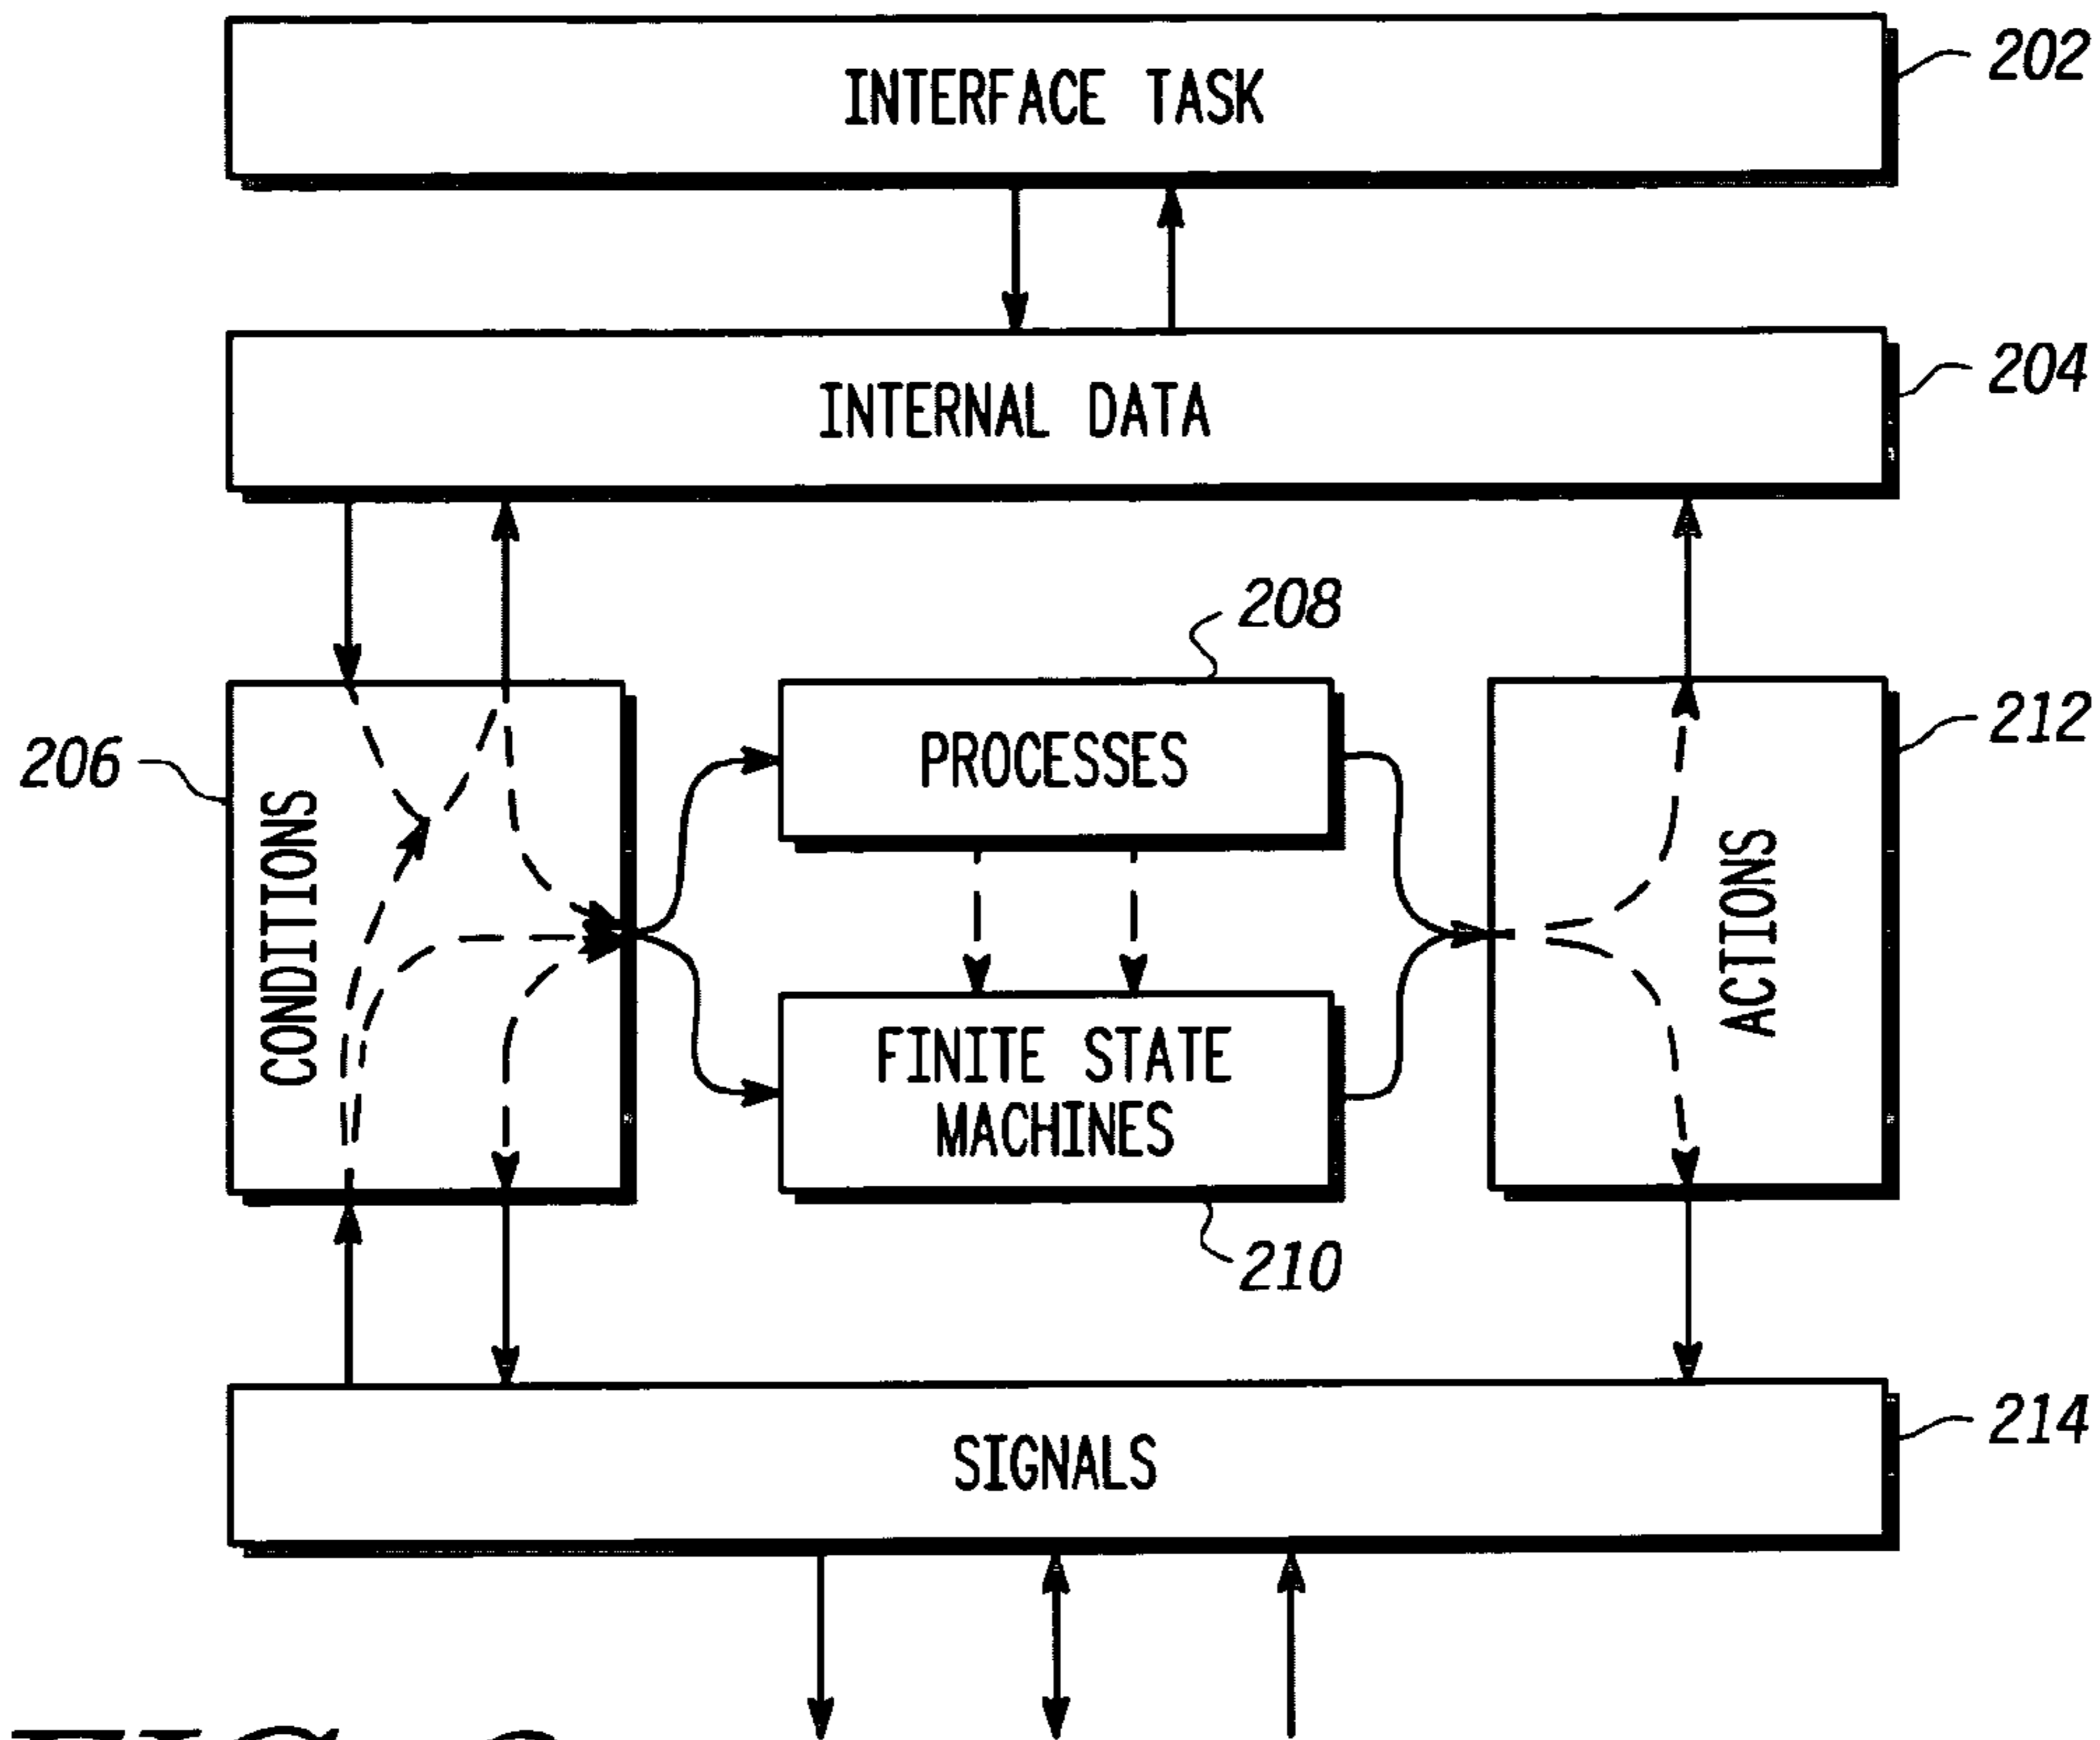 INTERFACE TASK
202
INTERNAL DATA
204
208
206
CONDITIONS
PROCESSES
212
ACTIONS
FINITE STATE
MACHINES
210
SIGNALS
214